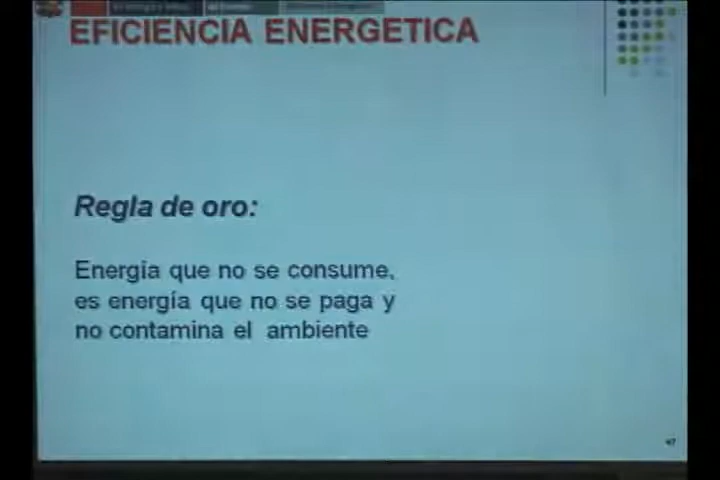 EFICIENCIA ENERGETICA
Regla de oro:
Energía que no se consume,
es energía que no se paga y
no contamina el ambiente
47